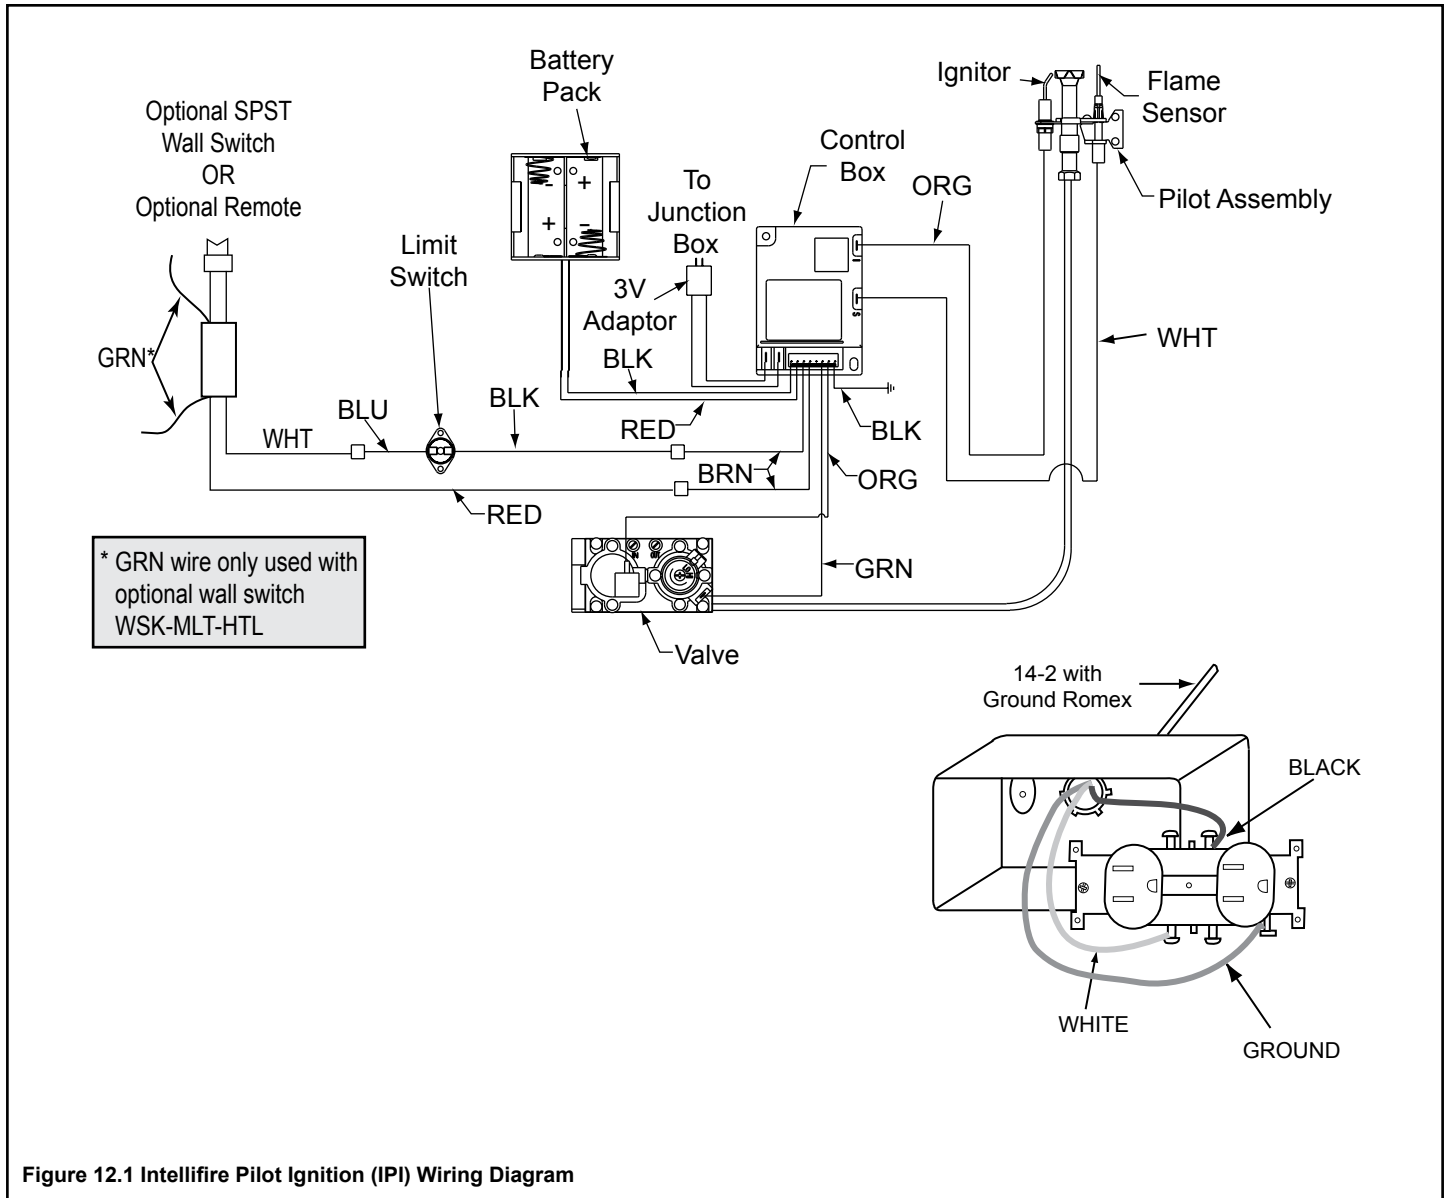 Optional SPST
Wall Switch
OR
Optional Remote
Battery
Pack
Limit
Switch
To
Junction
Box
3V
Adaptor
Control
Box
Ignitor
Flame
Sensor
Pilot Assembly
ORG
WHT
GRN*
WHT
BLU
BLK
BLK
RED
BRN
RED
BLK
ORG
GRN
Valve
I
S
- +
+ -
IN
OUT
* GRN wire only used with
optional wall switch
WSK-MLT-HTL
14-2 with
Ground Romex
BLACK
WHITE
GROUND
Figure 12.1 Intellifire Pilot Ignition (IPI) Wiring Diagram